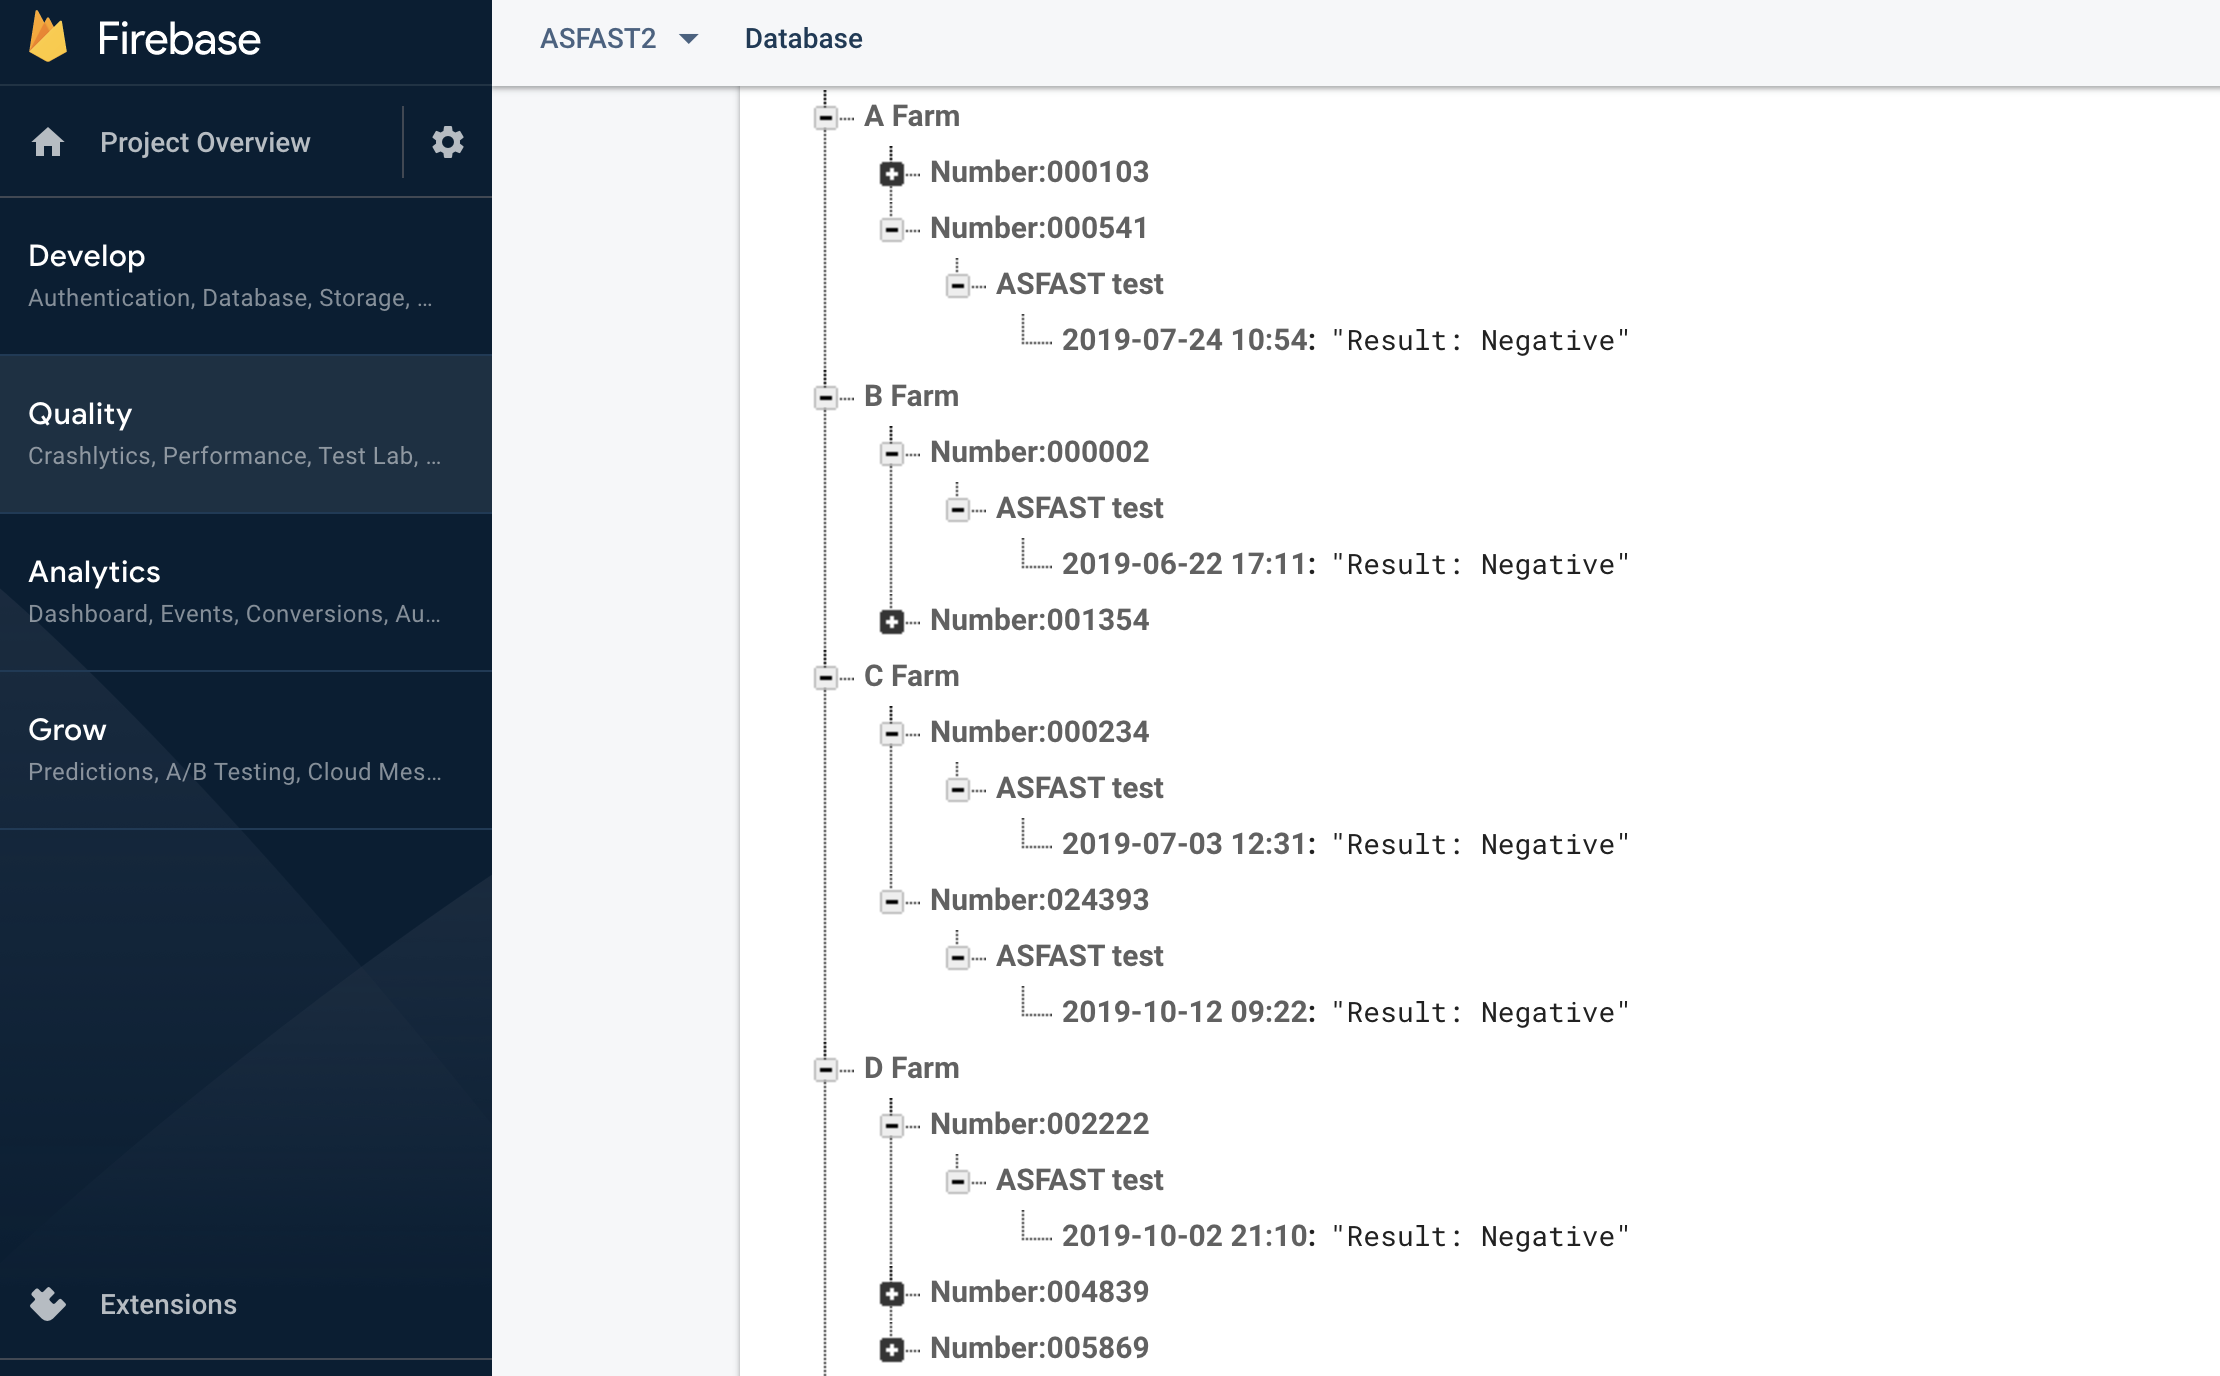 Firebase
ASFAST2 Database
Project Overview
Develop
Authentication, Database, Storage, ...
Quality
Crashlytics, Performance, Test Lab, ...
Analytics
Dashboard, Events, Conversions, Au...
Grow
Predictions, A/B Testing, Cloud Mes...
Extensions
A Farm
Number:000103
Number:000541
ASFAST test
2019-07-24 10:54: "Result: Negative"
B Farm
Number:000002
ASFAST test
2019-06-22 17:11: "Result: Negative"
Number:001354
C Farm
Number:000234
ASFAST test
2019-07-03 12:31: "Result: Negative"
Number:024393
ASFAST test
2019-10-12 09:22: "Result: Negative"
D Farm
Number:002222
ASFAST test
2019-10-02 21:10: "Result: Negative"
Number:004839
Number:005869